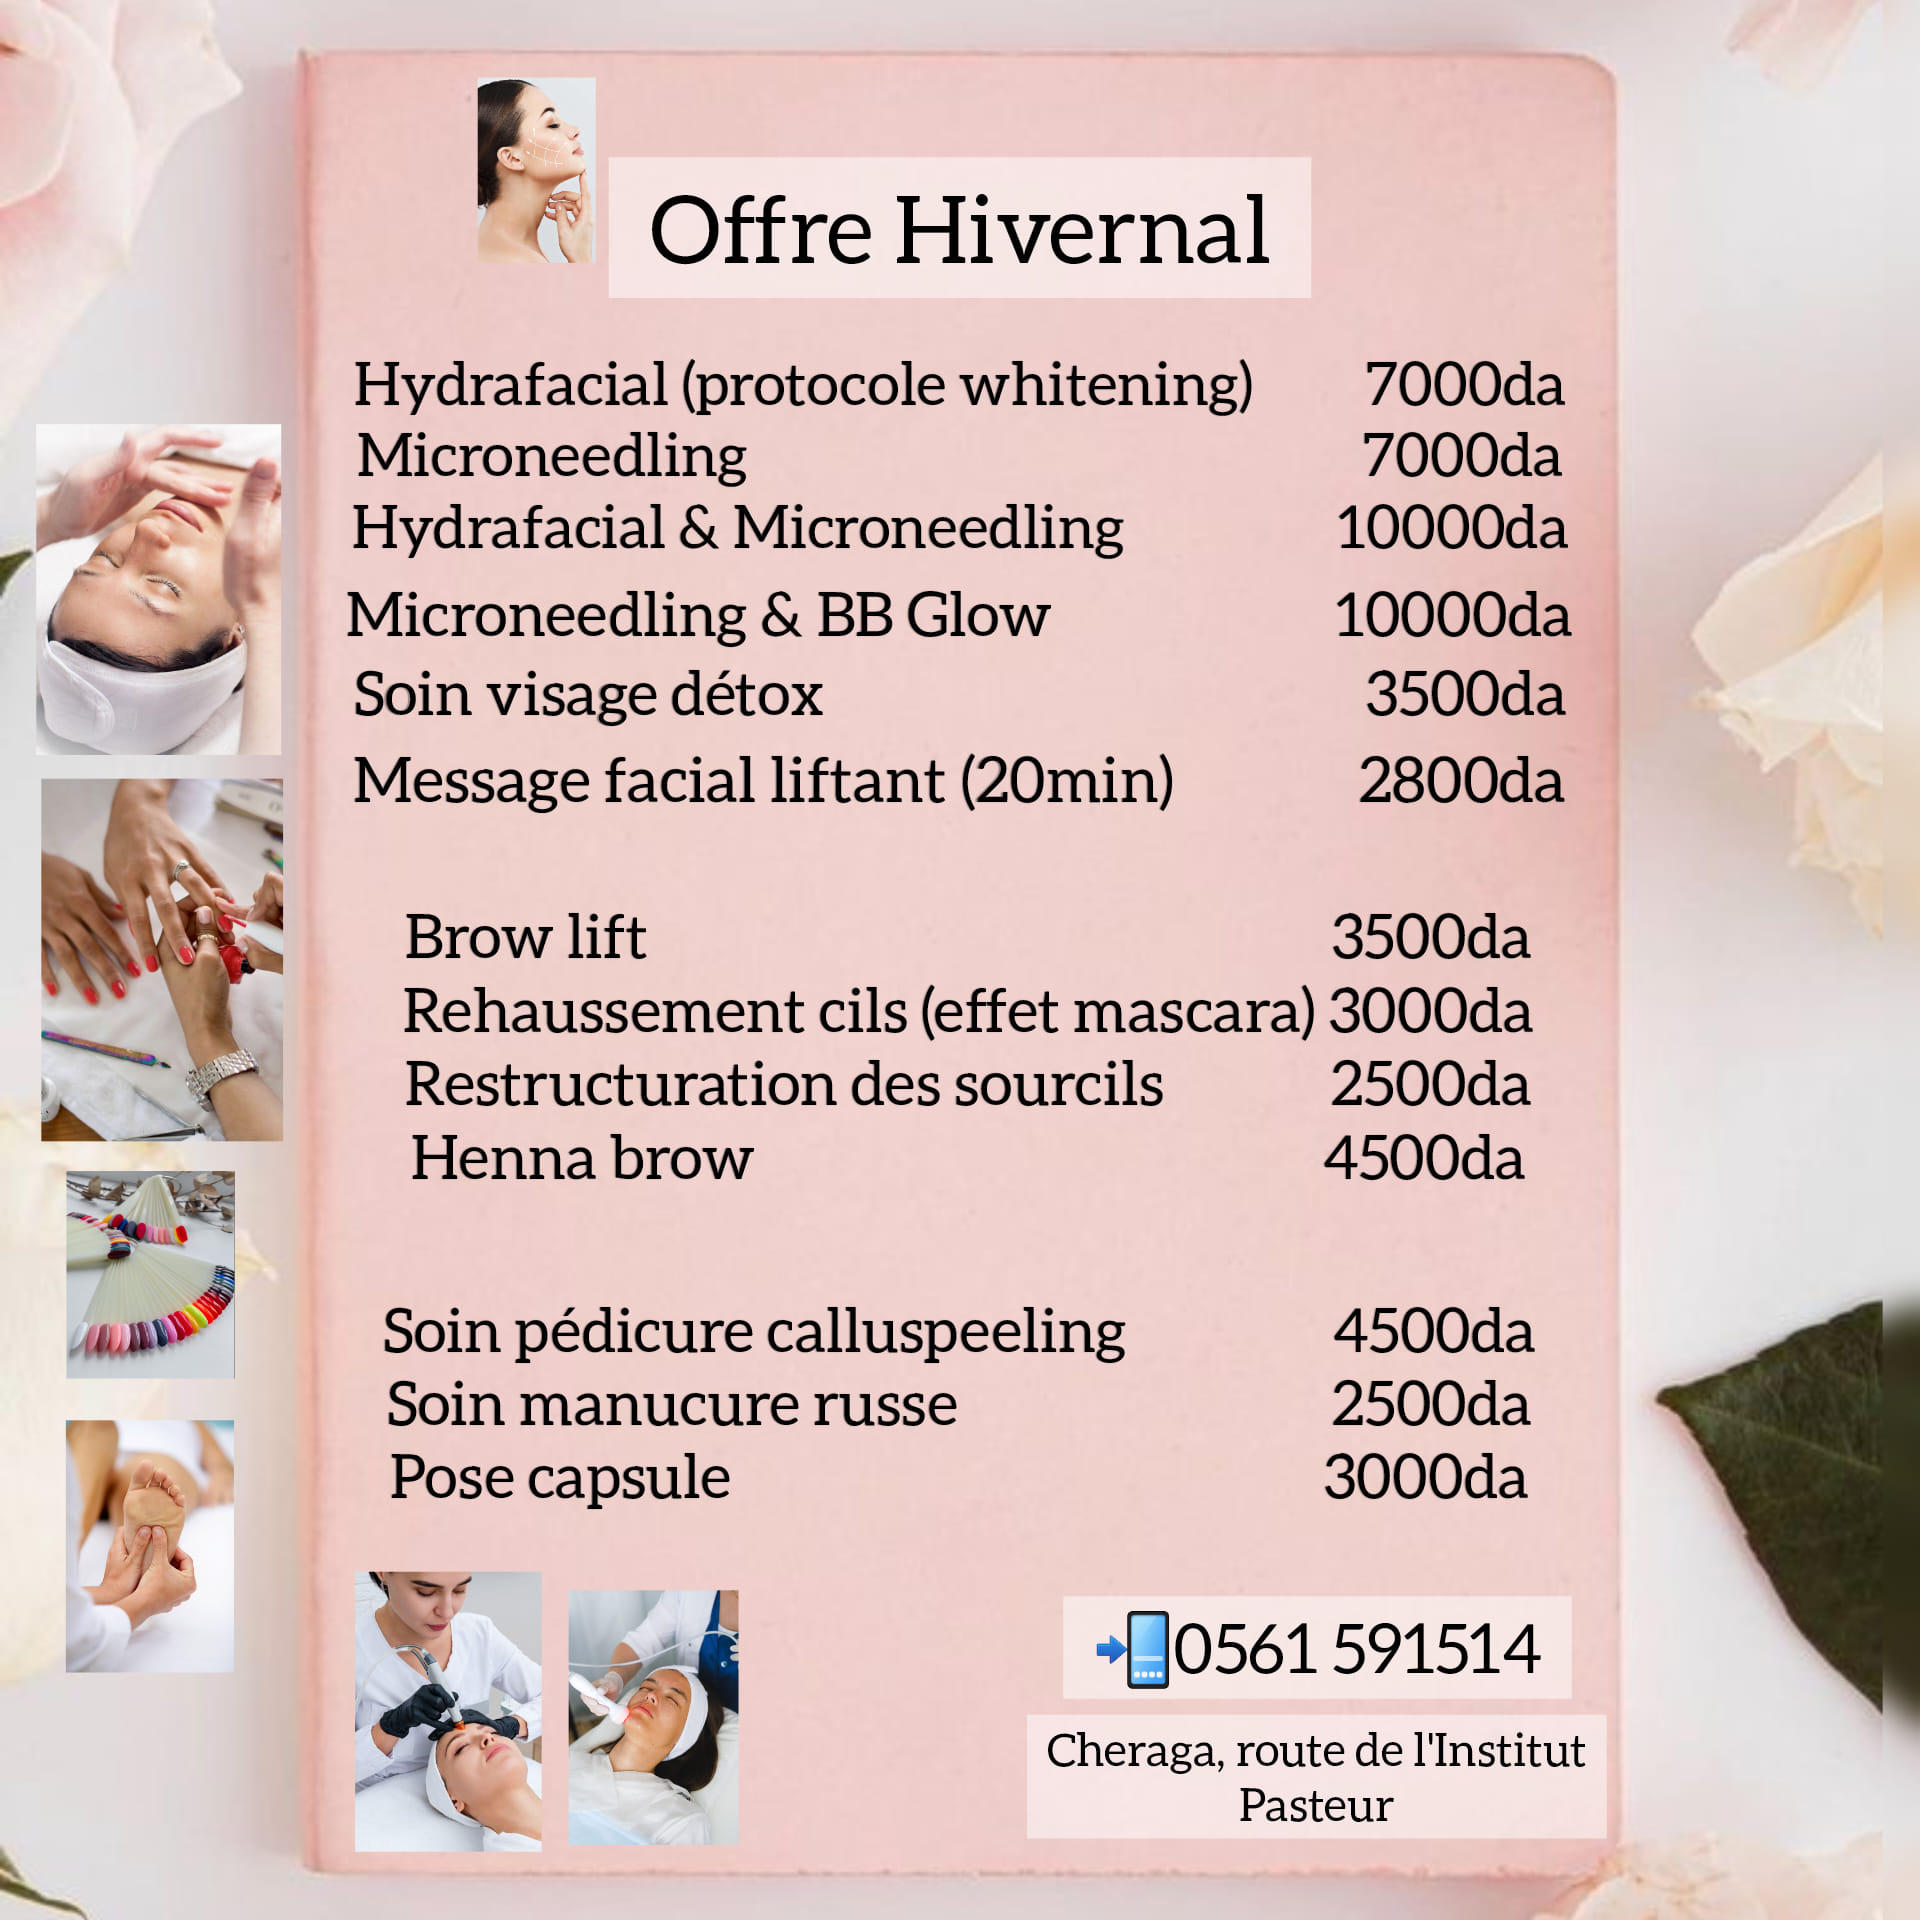 Offre Hivernal
Hydrafacial (protocole whitening) 7000da
Microneedling 7000da
Hydrafacial & Microneedling 10000da
Microneedling & BB Glow 10000da
Soin visage détox 3500da
Message facial liftant (20min) 2800da
Brow lift 3500da
Rehaussement cils (effet mascara) 3000da
Restructuration des sourcils 2500da
Henna brow 4500da
Soin pédicure calluspeeling 4500da
Soin manucure russe 2500da
Pose capsule 3000da
📲0561 591514
Cheraga, route de l'Institut
Pasteur